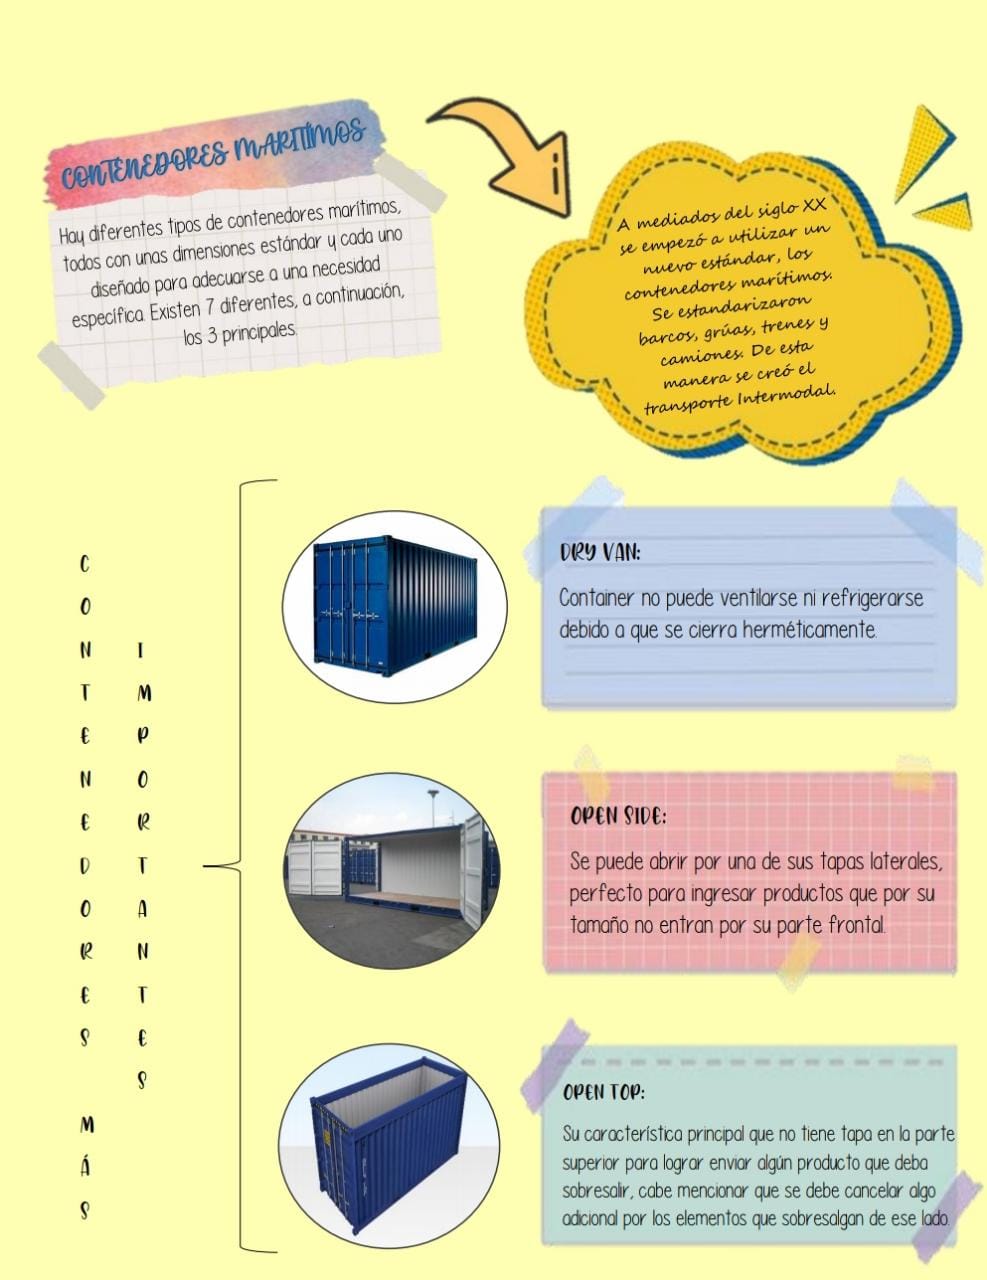 CONTENEDORES MARITÍMOS
Hay diferentes tipos de contenedores marítimos,
todos con unas dimensiones estándar y cada uno
diseñado para adecuarse a una necesidad
específica. Existen 7 diferentes, a continuación,
los 3 principales.
A mediados del siglo XX
se empezó a utilizar un
nuevo estándar, los
contenedores marítimos.
Se estandarizaron
barcos, grúas, trenes y
camiones. De esta
manera se creó el
transporte Intermodal.
CONTENEDORES MÁS
IMPORTANTES
DRY VAN:
Container no puede ventilarse ni refrigerarse
debido a que se cierra herméticamente.
OPEN SIDE:
Se puede abrir por una de sus tapas laterales,
perfecto para ingresar productos que por su
tamaño no entran por su parte frontal.
OPEN TOP:
Su característica principal que no tiene tapa en la parte
superior para lograr enviar algún producto que deba
sobresalir, cabe mencionar que se debe cancelar algo
adicional por los elementos que sobresalgan de ese lado.